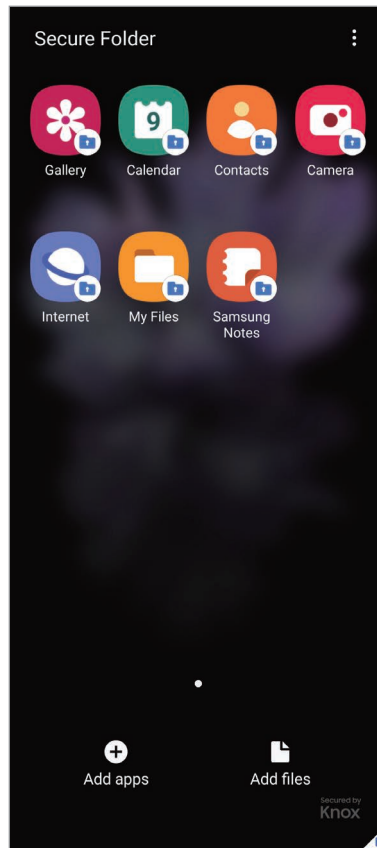 Secure Folder
9
Gallery
Calendar
Contacts
Camera
Internet
My Files
Samsung
Notes
Add apps
Add files
Secured by
Knox